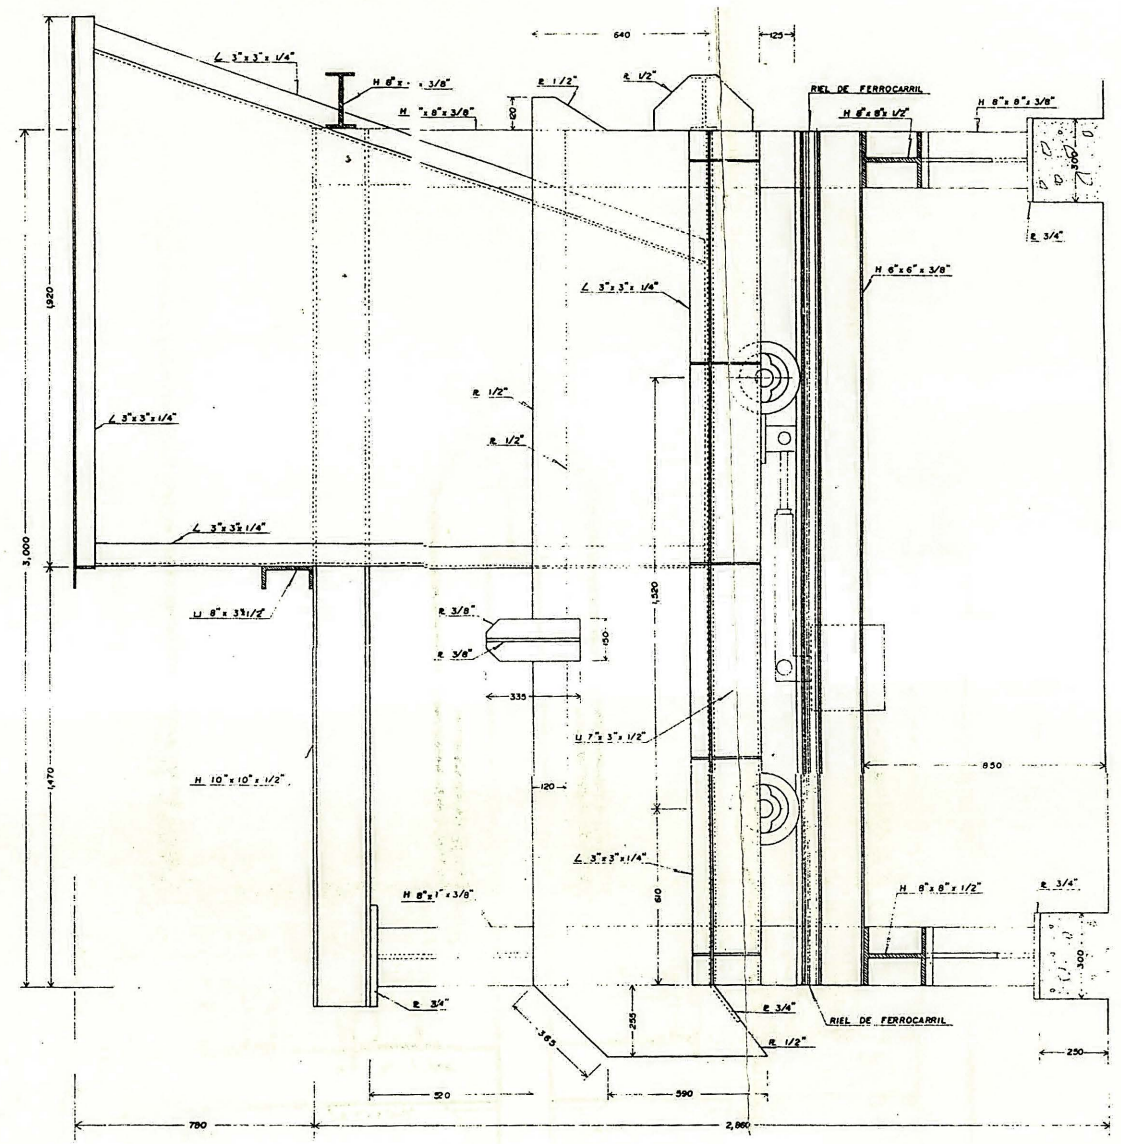 640
125
∠ 3"x 3"x 1/4"
H 8"x 3/8"
H "x 8"x 3/8"
120
R 1/2"
R 1/2"
RIEL DE FERROCARRIL
H 8"x 8"x 1/2"
H 8"x 8"x 3/8"
300
R 3/4"
H 6"x 6"x 3/8"
1,920
∠ 3"x 3"x 1/4"
R 1/2"
R 1/2"
∠ 3"x 3"x 1/4"
3,000
∠ 3"x 3"x 1/4"
⊔ 8"x 3"x 1/2"
R 3/8"
R 3/8"
150
335
1,520
⊔ 7"x 3"x 1/2"
850
1,470
H 10"x 10"x 1/2"
120
∠ 3"x 3"x 1/4"
610
H 8"x 1"x 3/8"
H 8"x 8"x 1/2"
R 3/4"
300
R 3/4"
365
255
R 3/4"
R 1/2"
RIEL DE FERROCARRIL
250
520
590
780
2,860